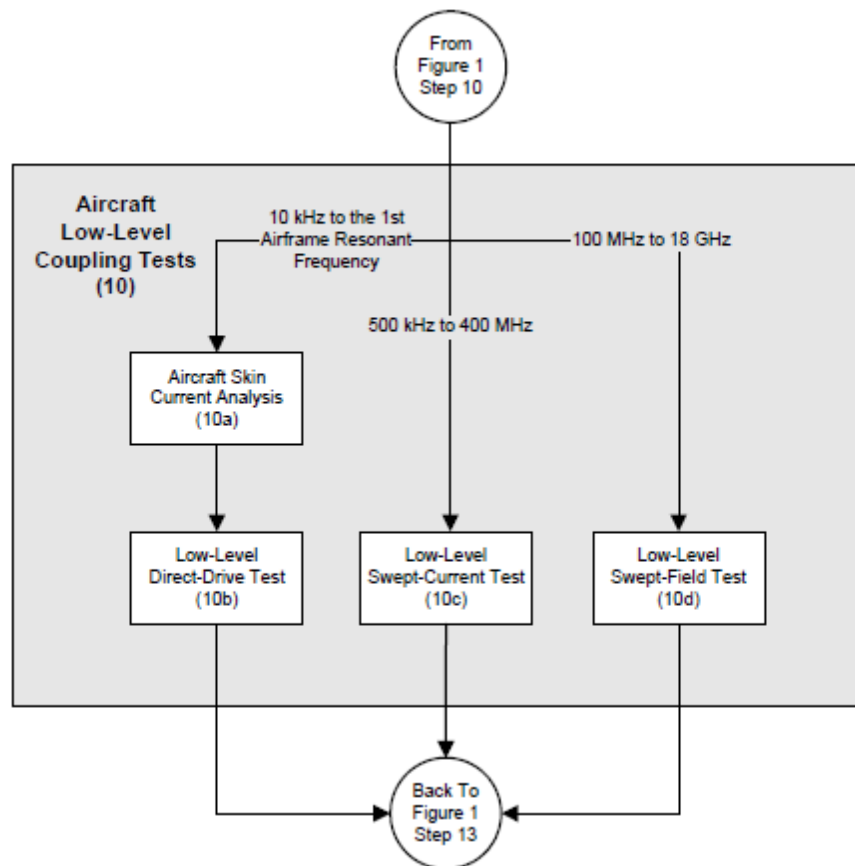 From
Figure 1
Step 10
Aircraft
Low-Level
Coupling Tests
(10)
10 kHz to the 1st
Airframe Resonant
Frequency
100 MHz to 18 GHz
500 kHz to 400 MHz
Aircraft Skin
Current Analysis
(10a)
Low-Level
Direct-Drive Test
(10b)
Low-Level
Swept-Current Test
(10c)
Low-Level
Swept-Field Test
(10d)
Back To
Figure 1
Step 13